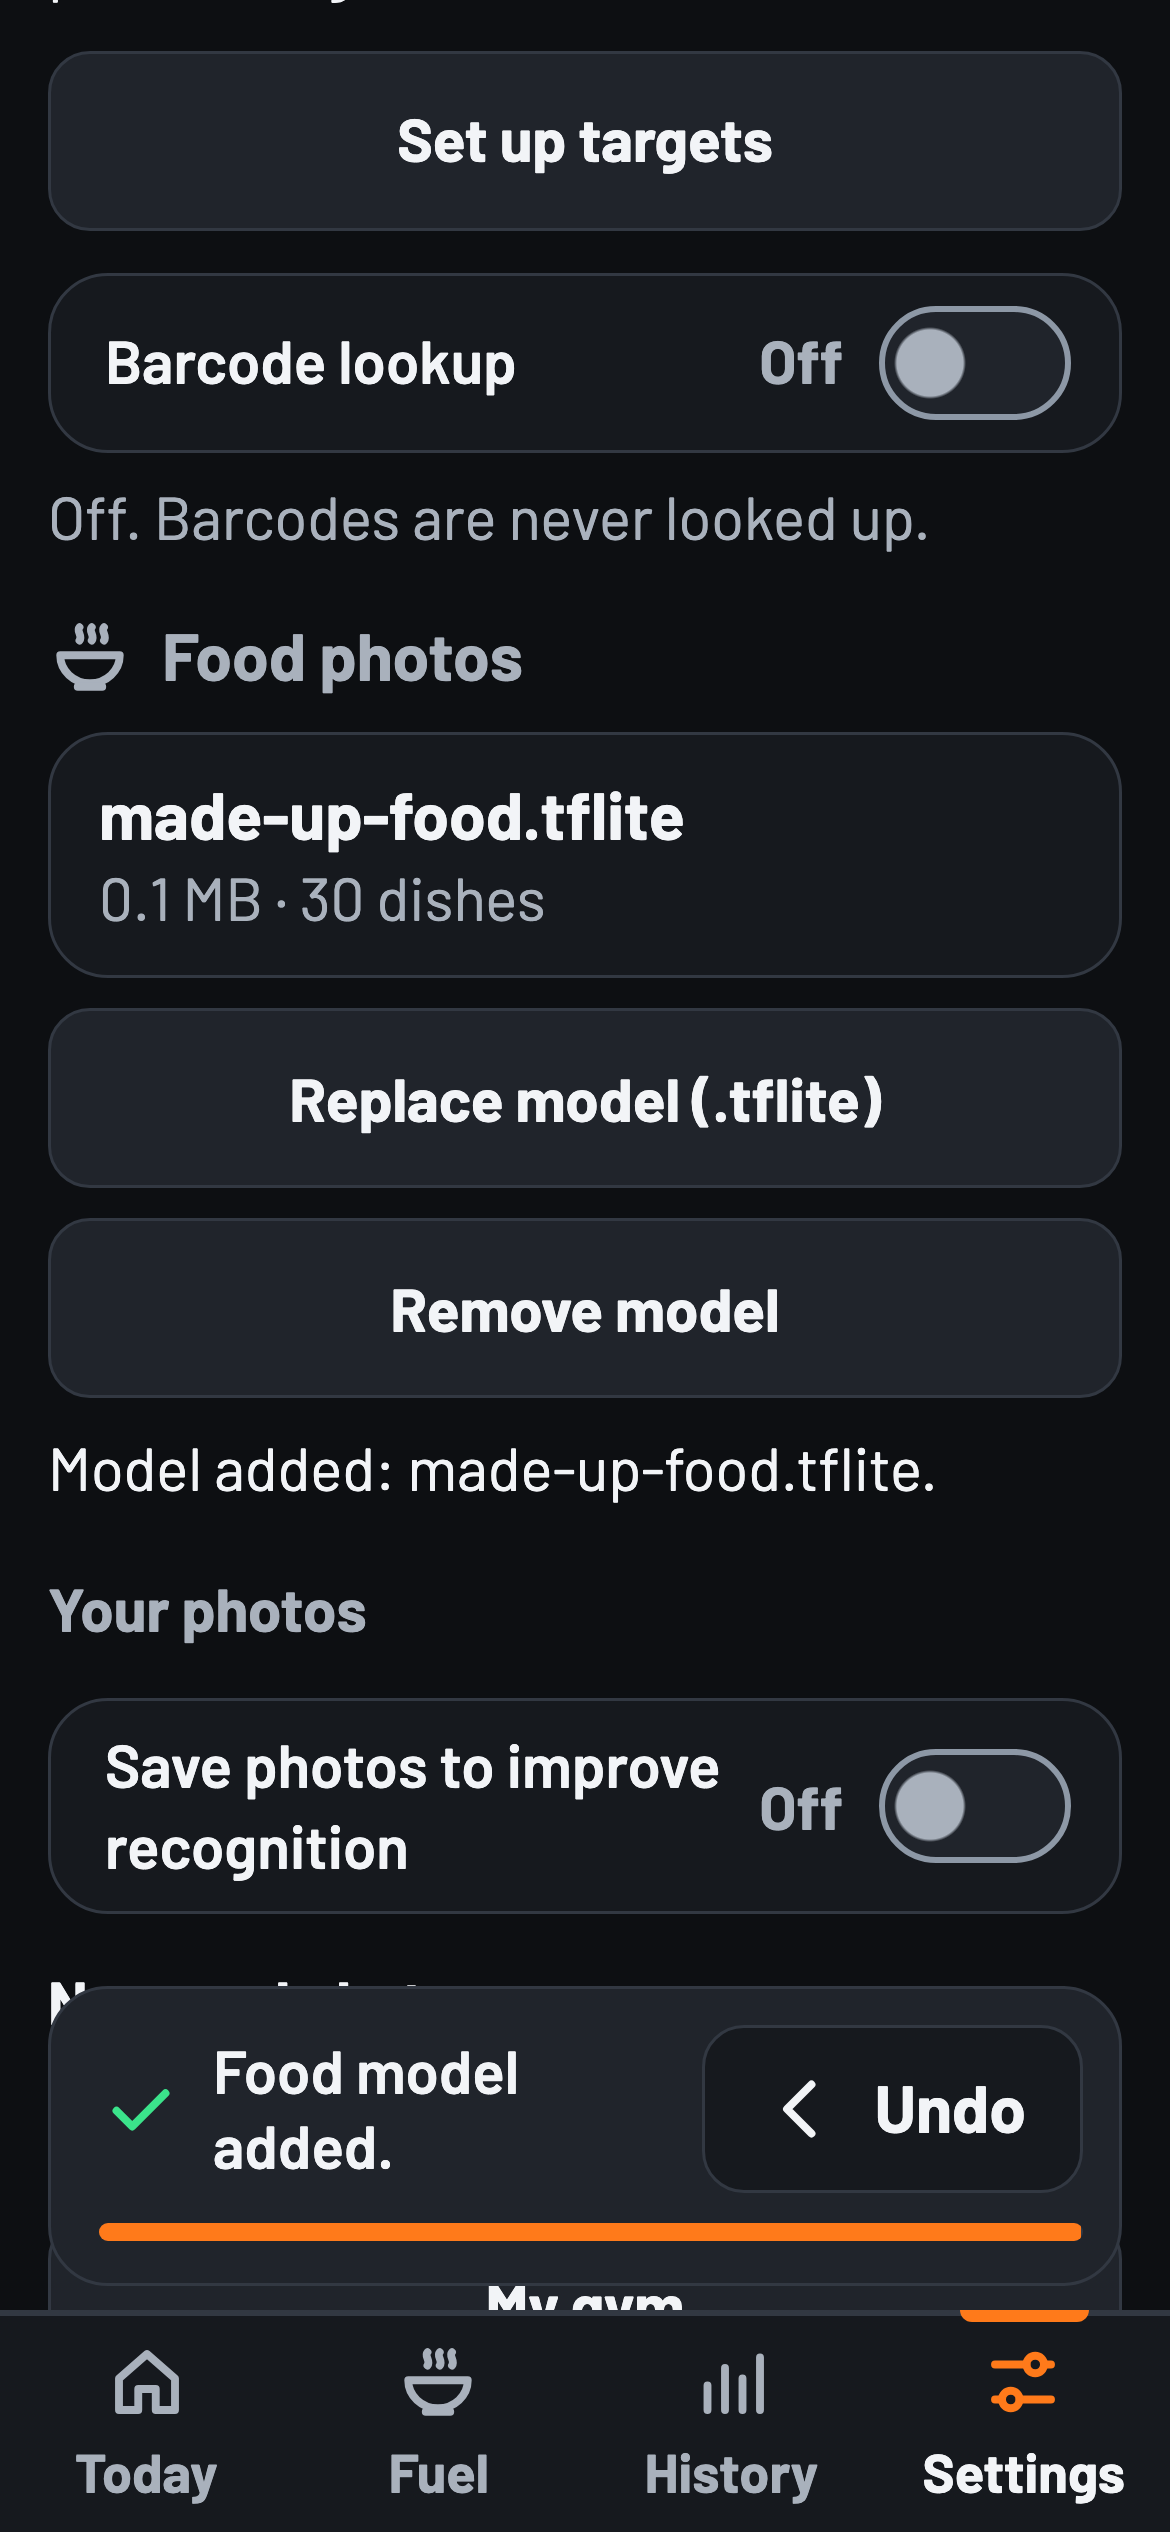 Set up targets
Barcode lookup
Off
Off. Barcodes are never looked up.
Food photos
made-up-food.tflite
0.1 MB · 30 dishes
Replace model (.tflite)
Remove model
Model added: made-up-food.tflite.
Your photos
Save photos to improve
recognition
Off
Food model
added.
Undo
My gym
Today
Fuel
History
Settings